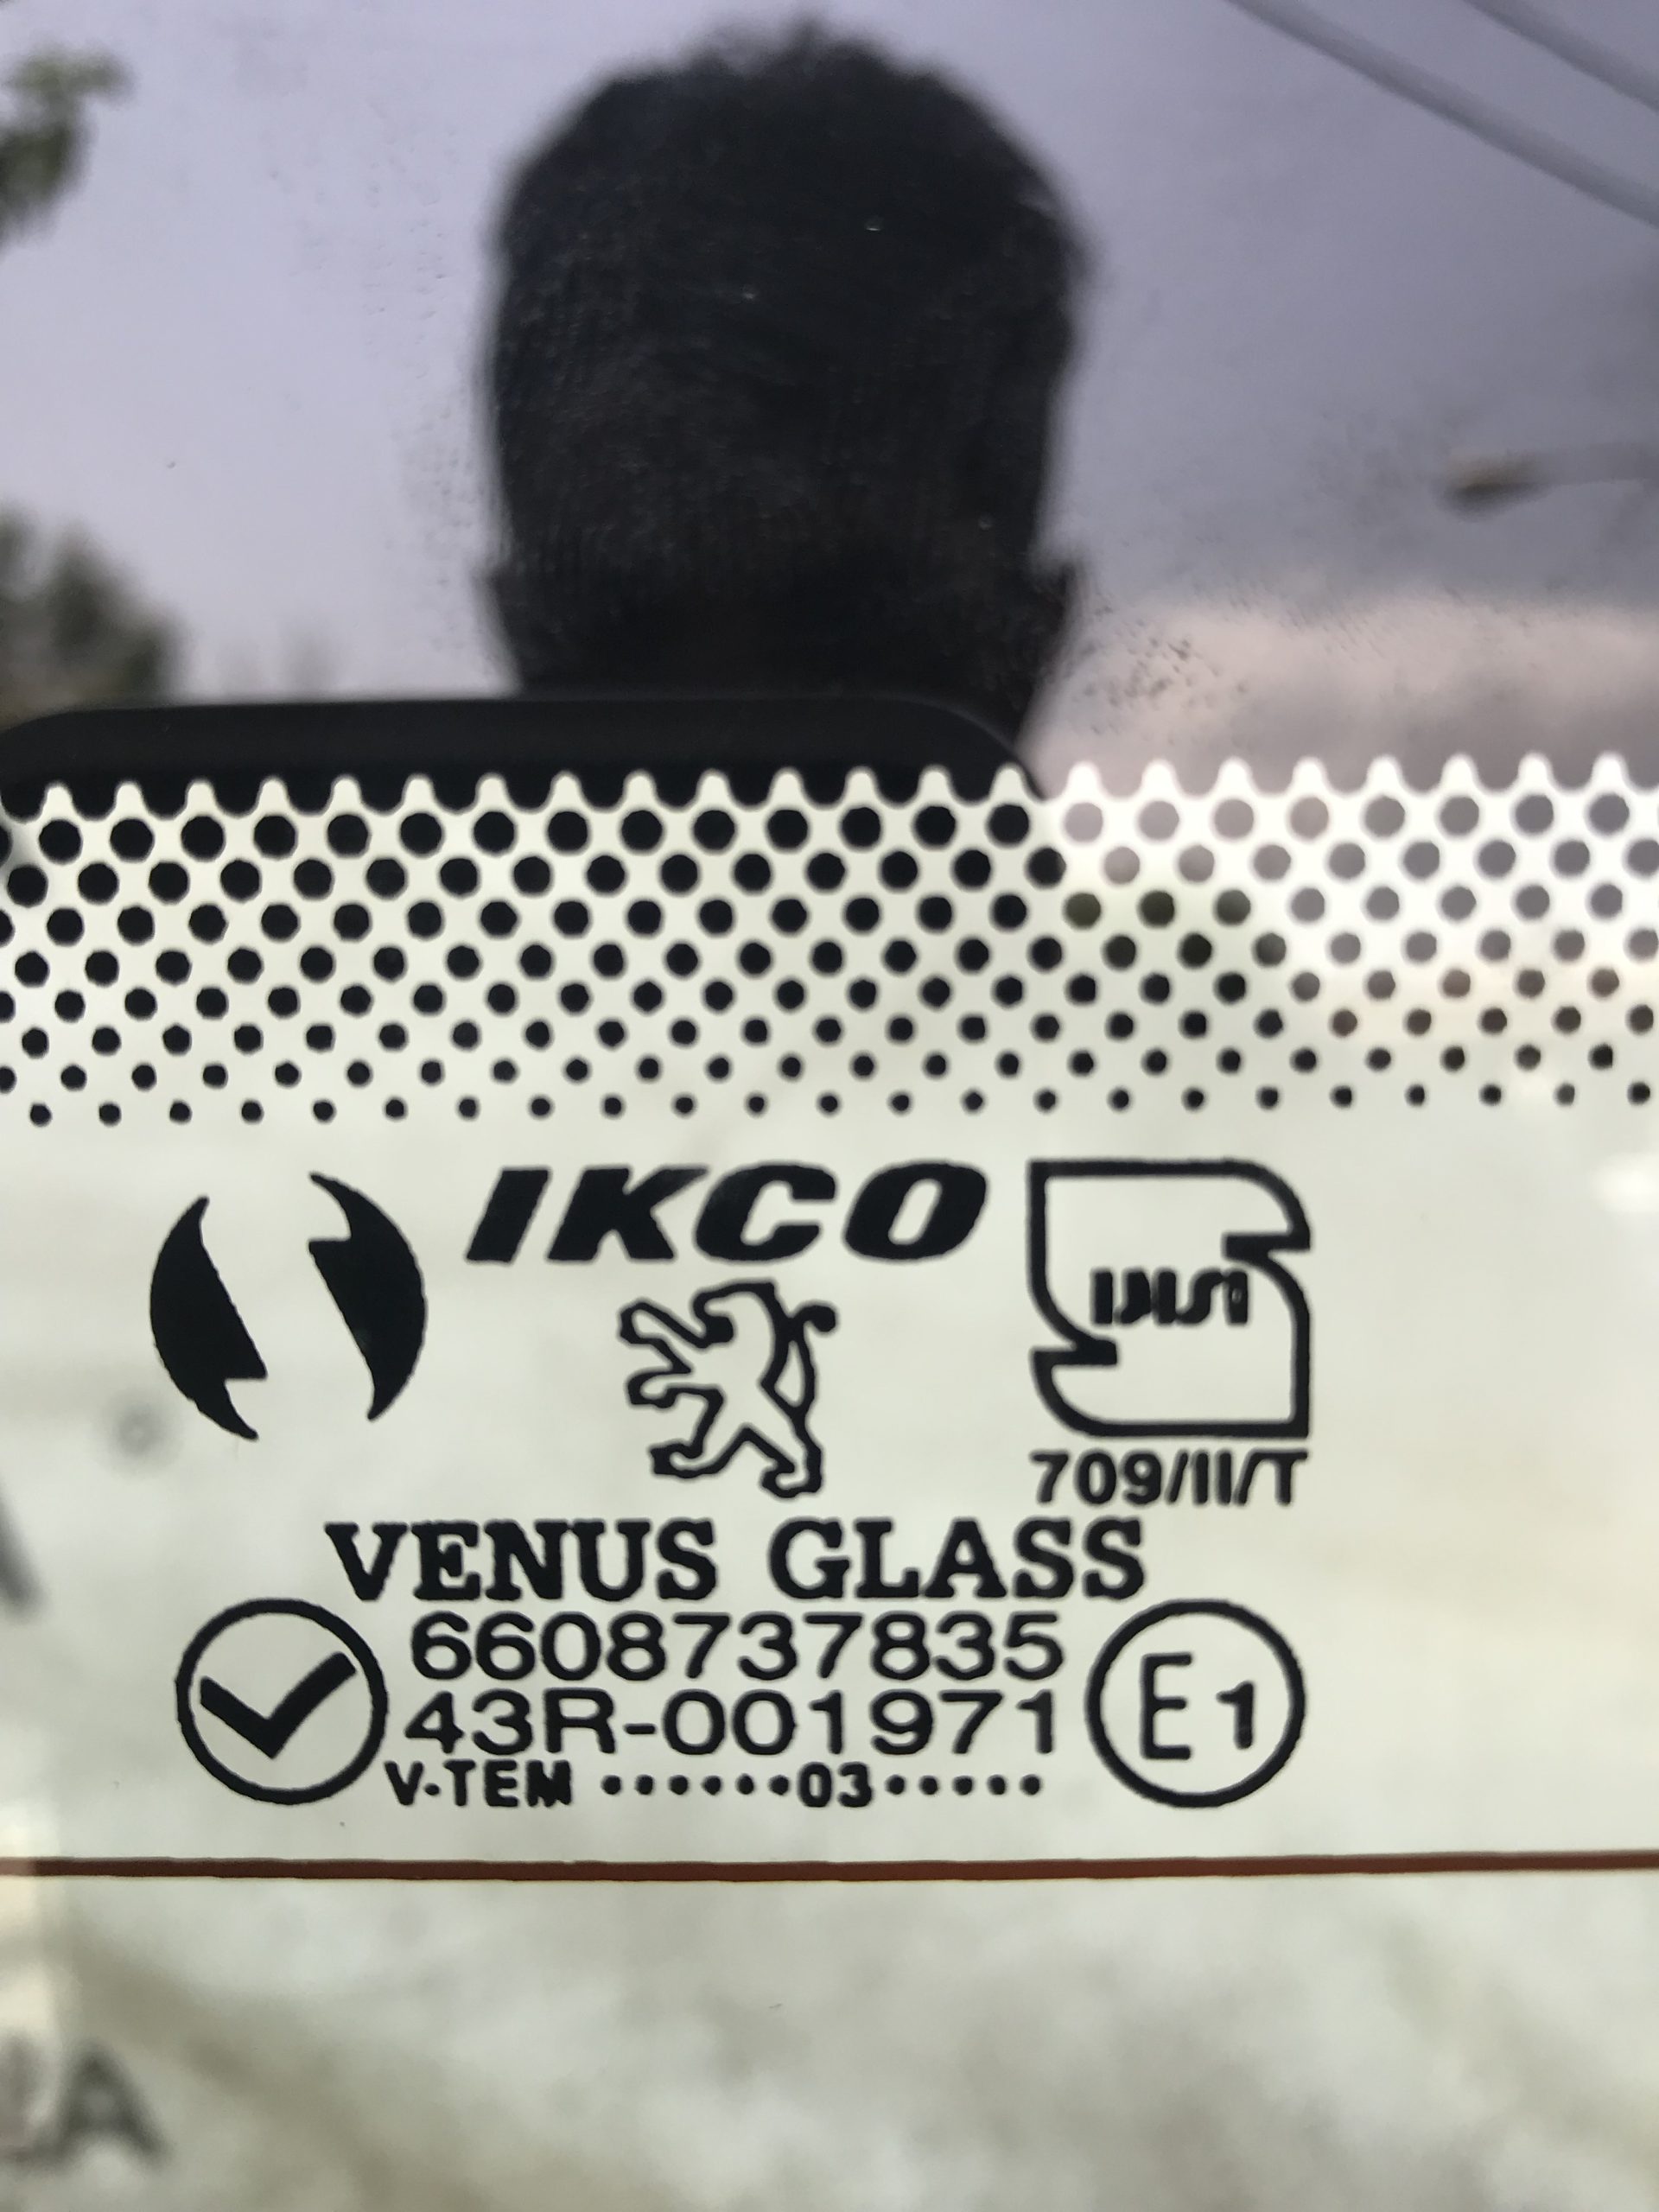 IKCO
709/II/T
VENUS GLASS
6608737835
43R-001971
E1
V-TEM ······03·····